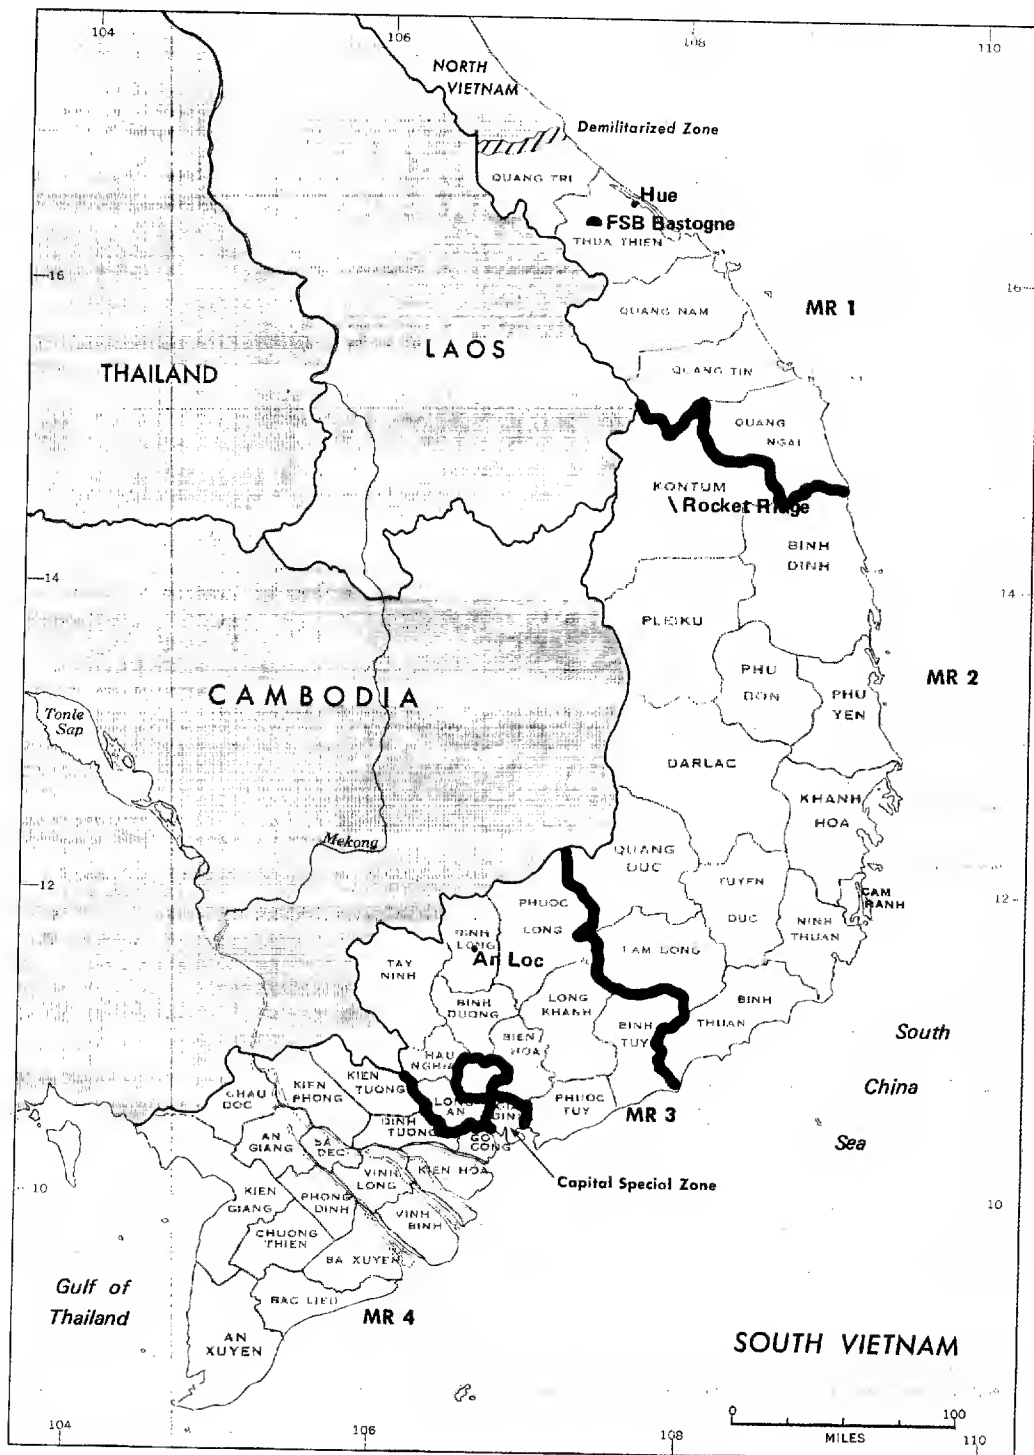 104
106
108
110
NORTH
VIETNAM
Demilitarized Zone
QUANG TRI
Hue
FSB Bastogne
THUA THIEN
16
16
QUANG NAM
MR 1
LAOS
THAILAND
QUANG TIN
QUANG
NGAI
KONTUM
Rocket Ridge
BINH
DINH
14
14
PLEIKU
CAMBODIA
PHU
BON
MR 2
PHU
YEN
Tonle
Sap
DARLAC
KHANH
HOA
Mekong
QUANG
DUC
12
TUYEN
DUC
CAM
RANH
12
PHUOC
LONG
NINH
THUAN
BINH
LONG
An Loc
TAY
NINH
LAM DONG
LONG
KHANH
BINH
THUAN
BINH
DUONG
BINH
TUY
BIEN
HOA
South
China
Sea
HAU
NGHIA
KIEN
TUONG
KIEN
PHONG
CHAU
DOC
LONG
AN
PHUOC
TUY
MR 3
DINH
TUONG
GO
CONG
AN
GIANG
SA
DEC
VINH
LONG
KIEN HOA
Capital Special Zone
10
10
KIEN
GIANG
PHONG
DINH
VINH
BINH
CHUONG
THIEN
BA XUYEN
Gulf of
Thailand
BAC LIEU
MR 4
AN
XUYEN
SOUTH VIETNAM
0
100
MILES
104
106
108
110